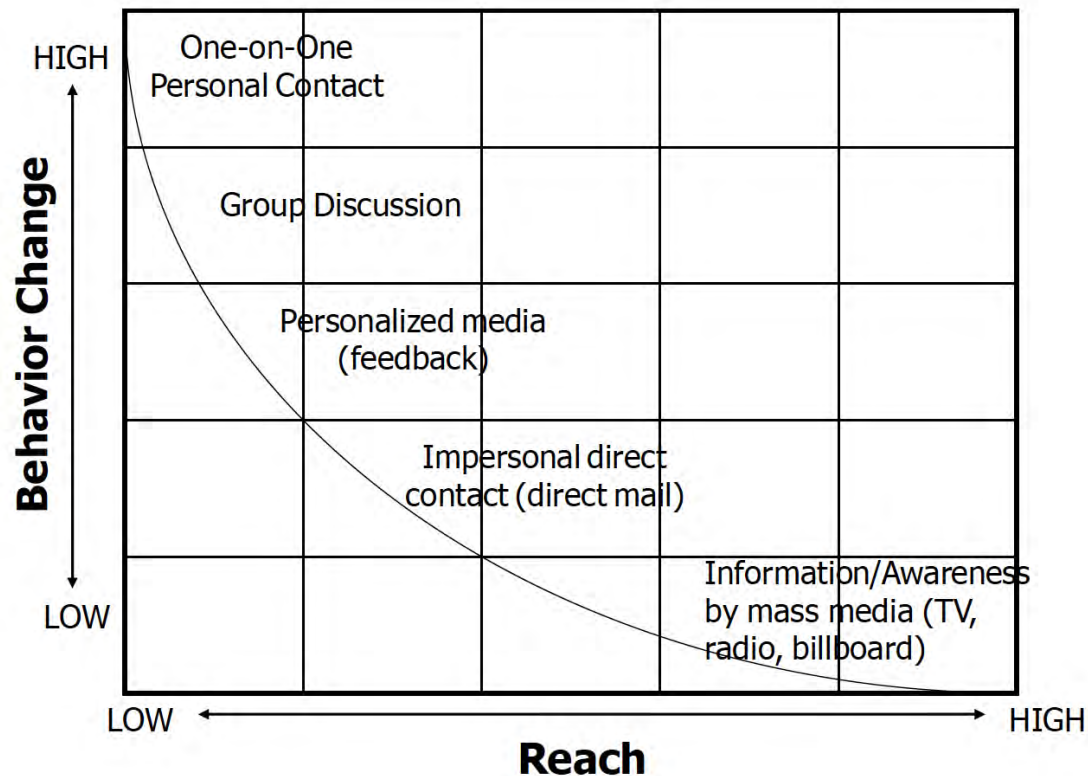 One-on-One
Personal Contact
HIGH
Group Discussion
Behavior Change
Personalized media
(feedback)
Impersonal direct
contact (direct mail)
Information/Awareness
by mass media (TV,
radio, billboard)
LOW
LOW
HIGH
Reach